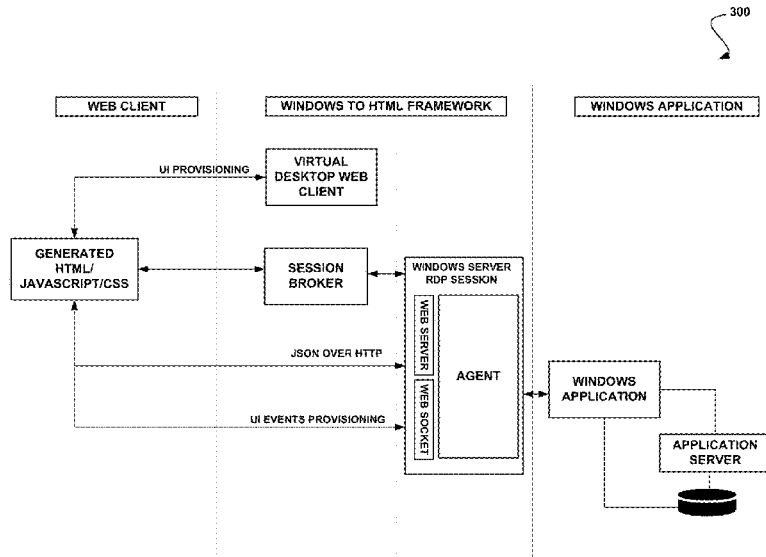 300
WEB CLIENT
WINDOWS TO HTML FRAMEWORK
WINDOWS APPLICATION
UI PROVISIONING
VIRTUAL
DESKTOP WEB
CLIENT
GENERATED
HTML/
JAVASCRIPT/CSS
SESSION
BROKER
WINDOWS SERVER
RDP SESSION
WEB SERVER
WEB SOCKET
AGENT
JSON OVER HTTP
UI EVENTS PROVISIONING
WINDOWS
APPLICATION
APPLICATION
SERVER